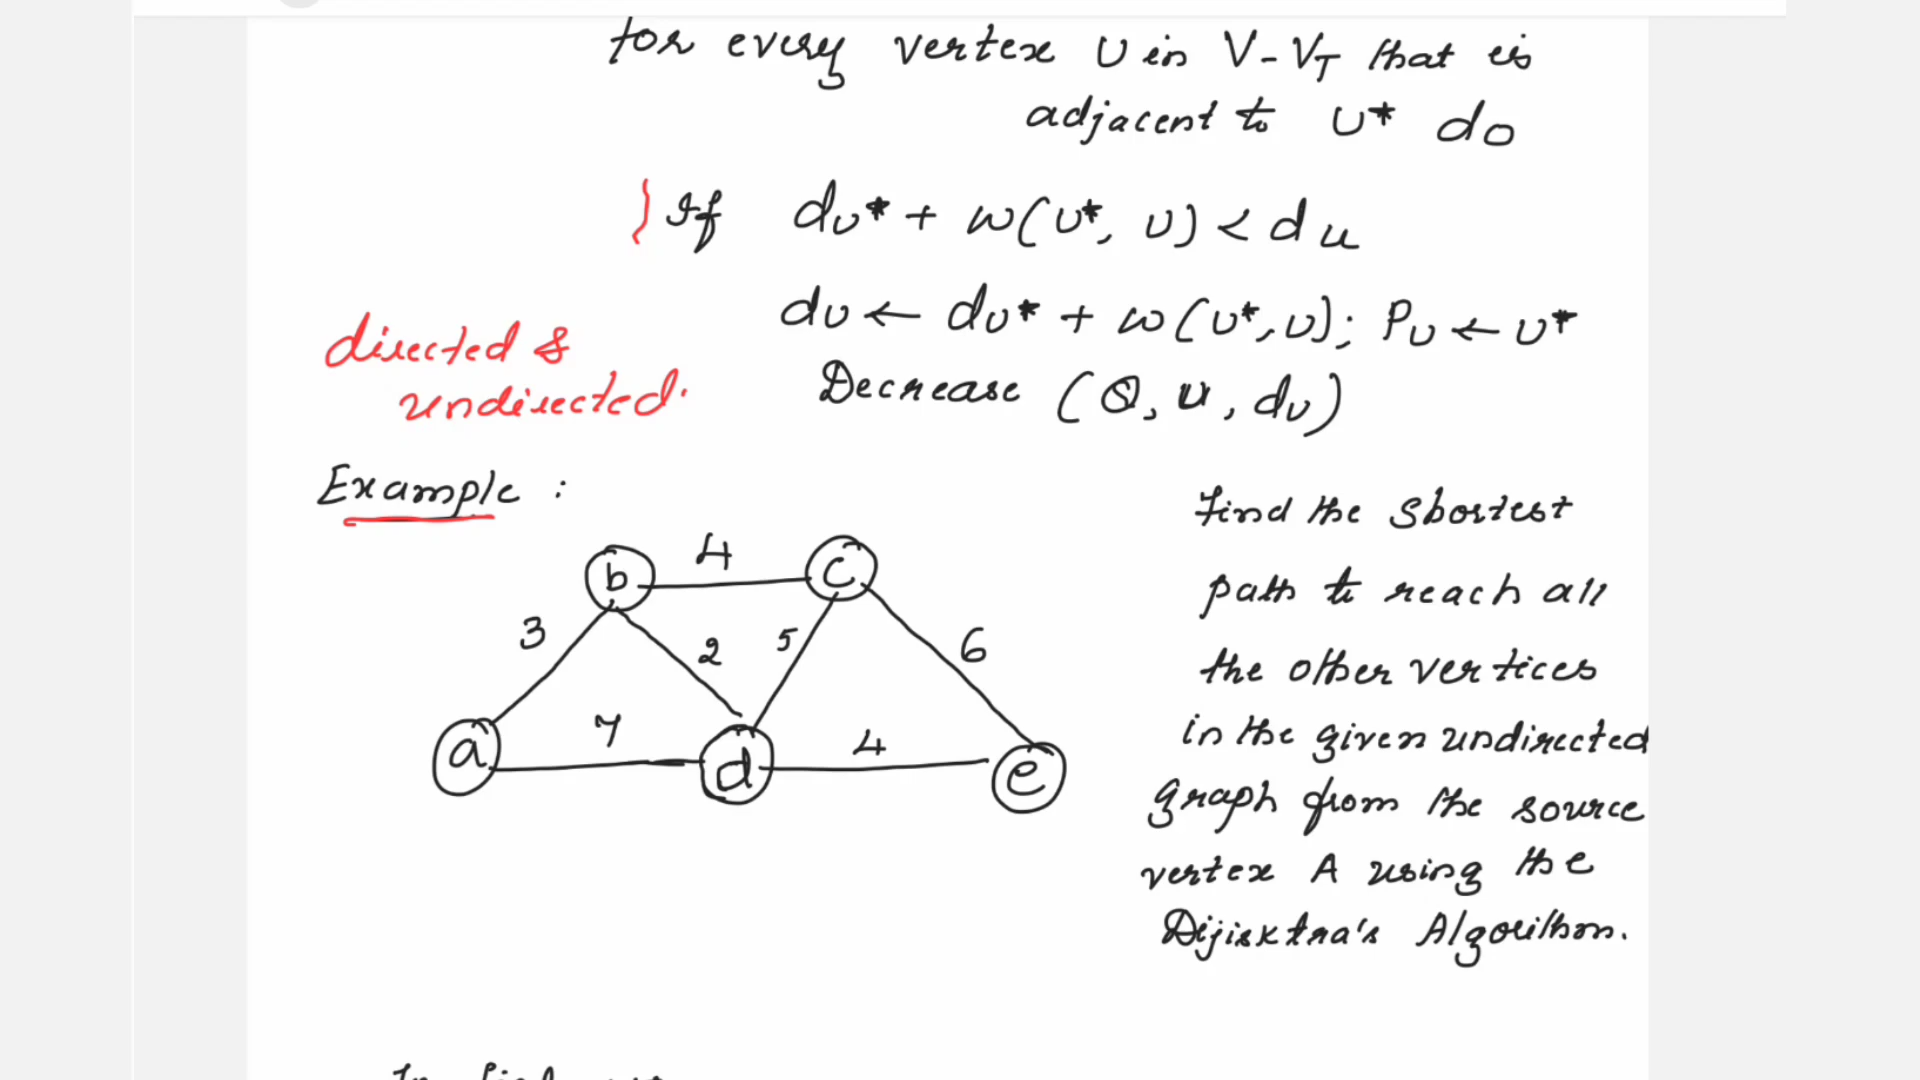 for every vertex u in V-VT that is
adjacent to u* do
If du* + w(u*, u) < du
du ← du* + w(u*, u); Pu ← u*
Decrease (Q, u, du)
directed &
undirected.
Example :
Find the Shortest
path to reach all
the other vertices
in the given undirected
graph from the source
vertex A using the
Dijisktra's Algorithm.
b 4 c
3 2 5 6
a 7 d 4 e